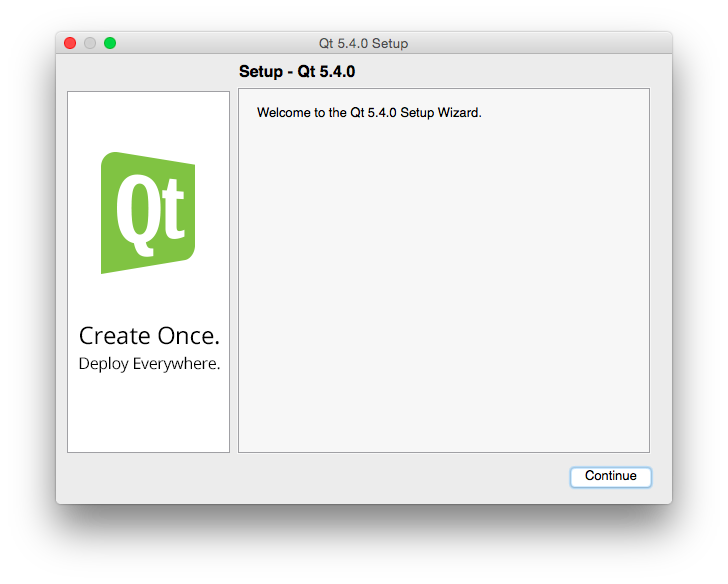 Qt 5.4.0 Setup
Setup - Qt 5.4.0
Qt
Create Once.
Deploy Everywhere.
Welcome to the Qt 5.4.0 Setup Wizard.
Continue